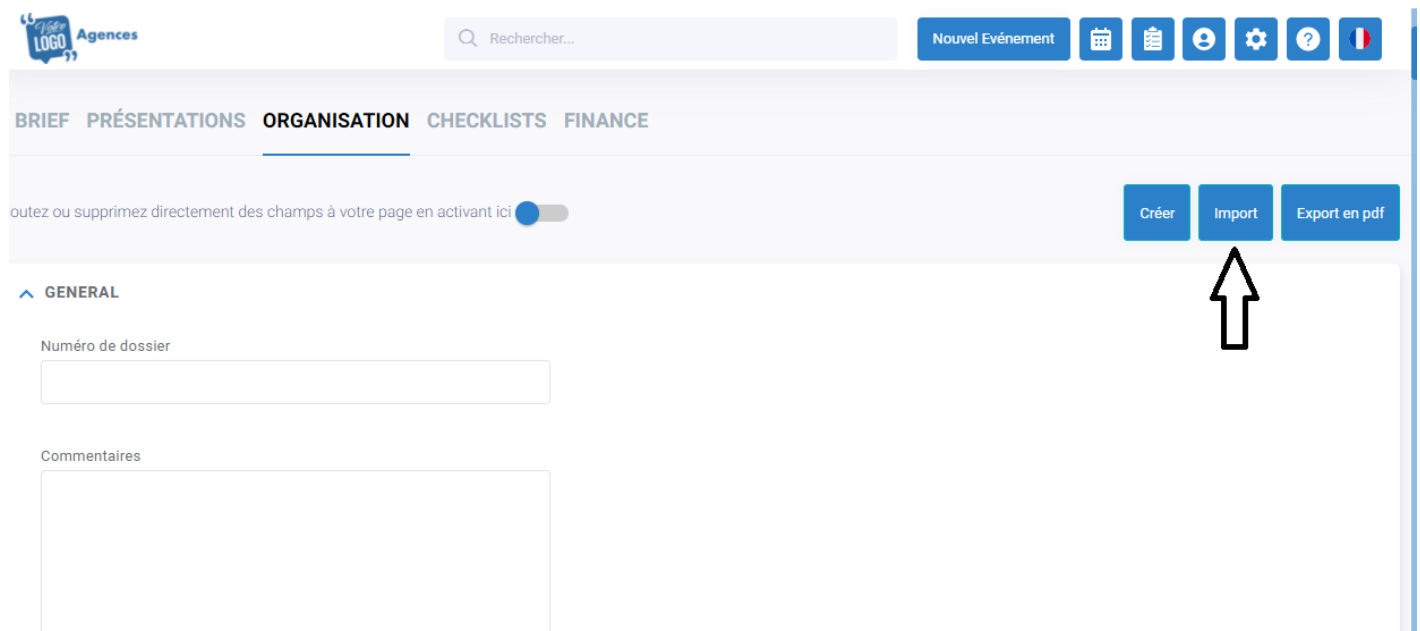 “Votre
LOGO” Agences
Rechercher...
Nouvel Evénement
BRIEF PRÉSENTATIONS ORGANISATION CHECKLISTS FINANCE
outez ou supprimez directement des champs à votre page en activant ici
Créer Import Export en pdf
GENERAL
Numéro de dossier
Commentaires